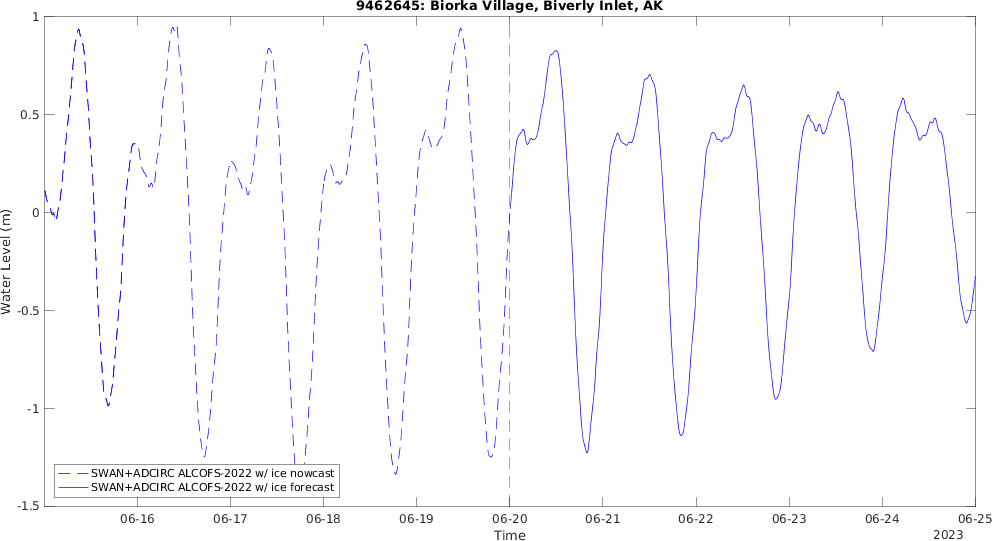 9462645: Biorka Village, Biverly Inlet, AK
1
0.5
0
-0.5
-1
-1.5
Water Level (m)
SWAN+ADCIRC ALCOFS-2022 w/ ice nowcast
SWAN+ADCIRC ALCOFS-2022 w/ ice forecast
06-16 06-17 06-18 06-19 06-20 06-21 06-22 06-23 06-24 06-25
Time
2023